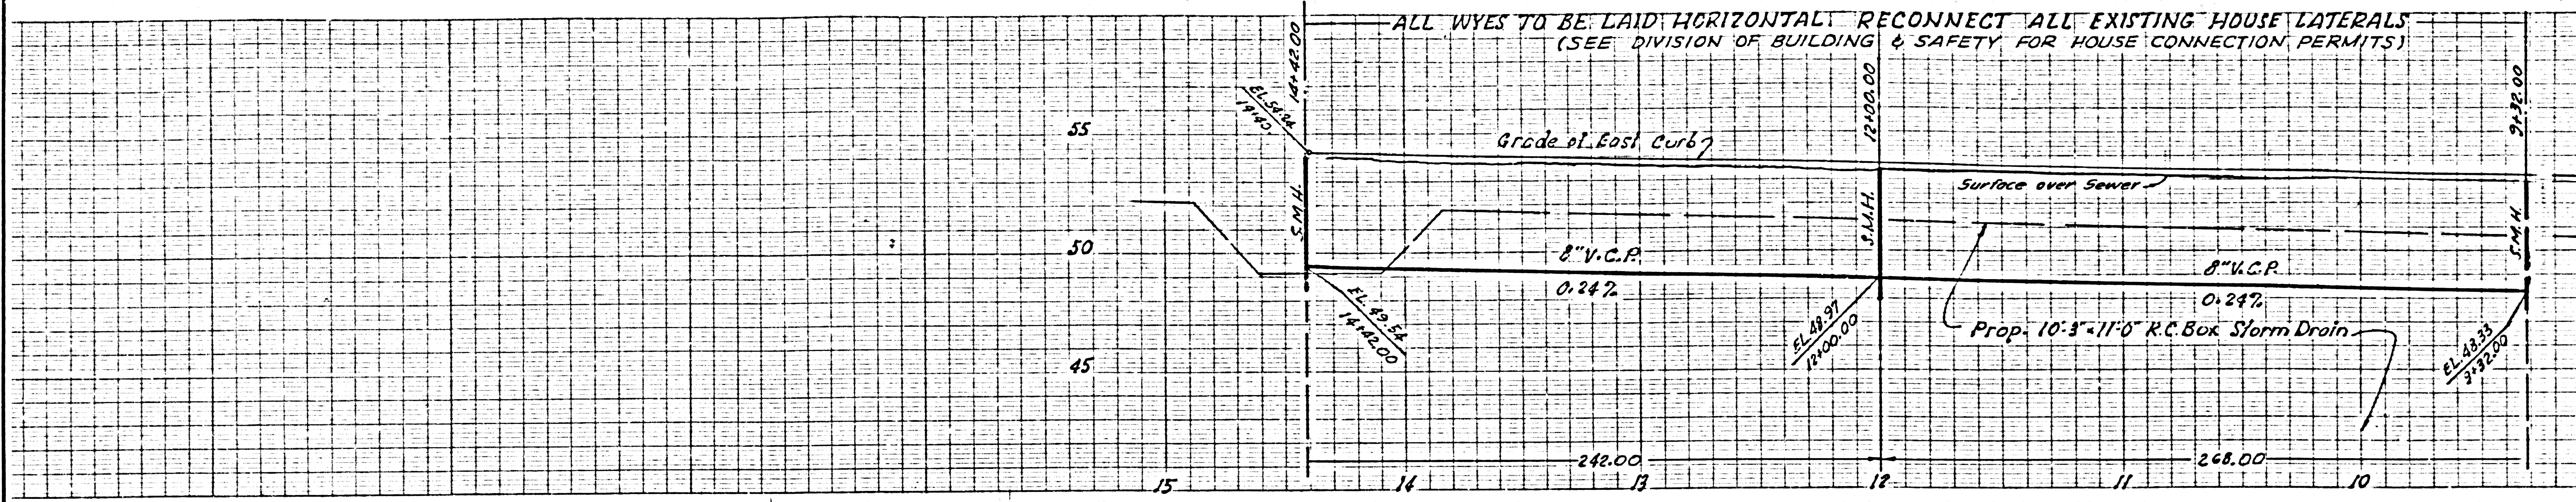 ALL WYES TO BE LAID HORIZONTAL RECONNECT ALL EXISTING HOUSE LATERALS
(SEE DIVISION OF BUILDING & SAFETY FOR HOUSE CONNECTION PERMITS)
14+42.00
12+00.00
9+32.00
EL. 54.24
14+40.
55
Grade of East Curb
Surface over Sewer
S.M.H.
S.M.H.
S.M.H.
50
8" V.C.P.
0.24%
8" V.C.P.
0.24%
EL. 49.54
14+42.00
EL. 48.97
12+00.00
Prop. 10'-3"x11'-0" R.C. Box Storm Drain
EL. 48.33
9+32.00
45
242.00
268.00
15 14 13 12 11 10